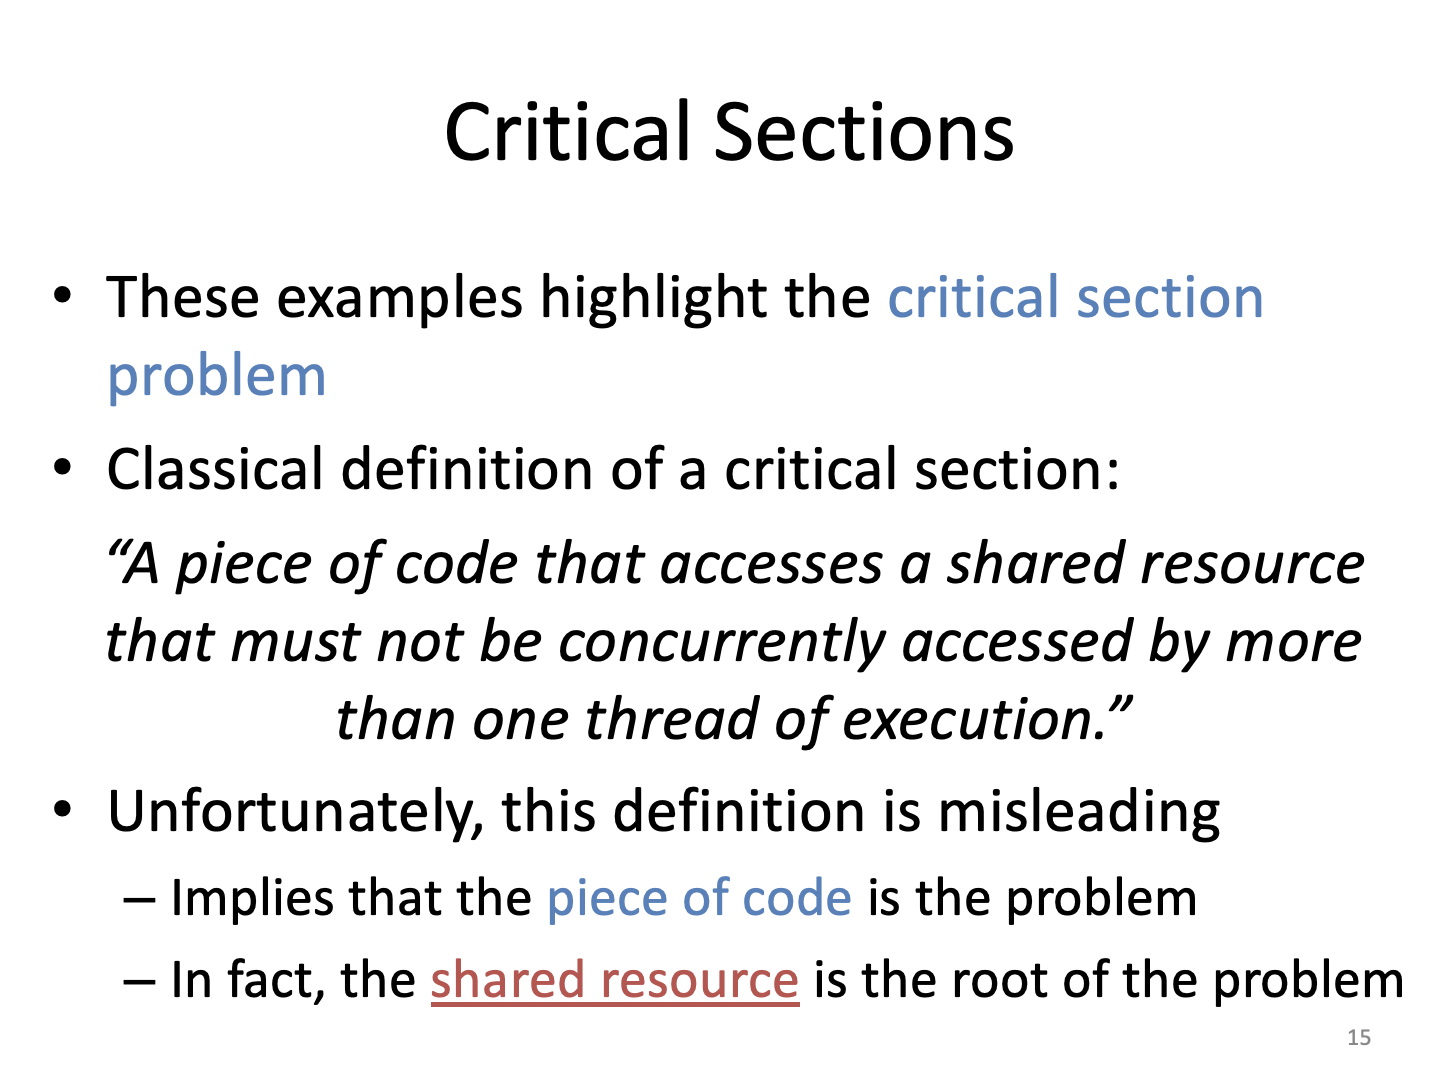 Critical Sections
• These examples highlight the critical section
problem
• Classical definition of a critical section:
“A piece of code that accesses a shared resource
that must not be concurrently accessed by more
than one thread of execution.”
• Unfortunately, this definition is misleading
– Implies that the piece of code is the problem
– In fact, the shared resource is the root of the problem
15